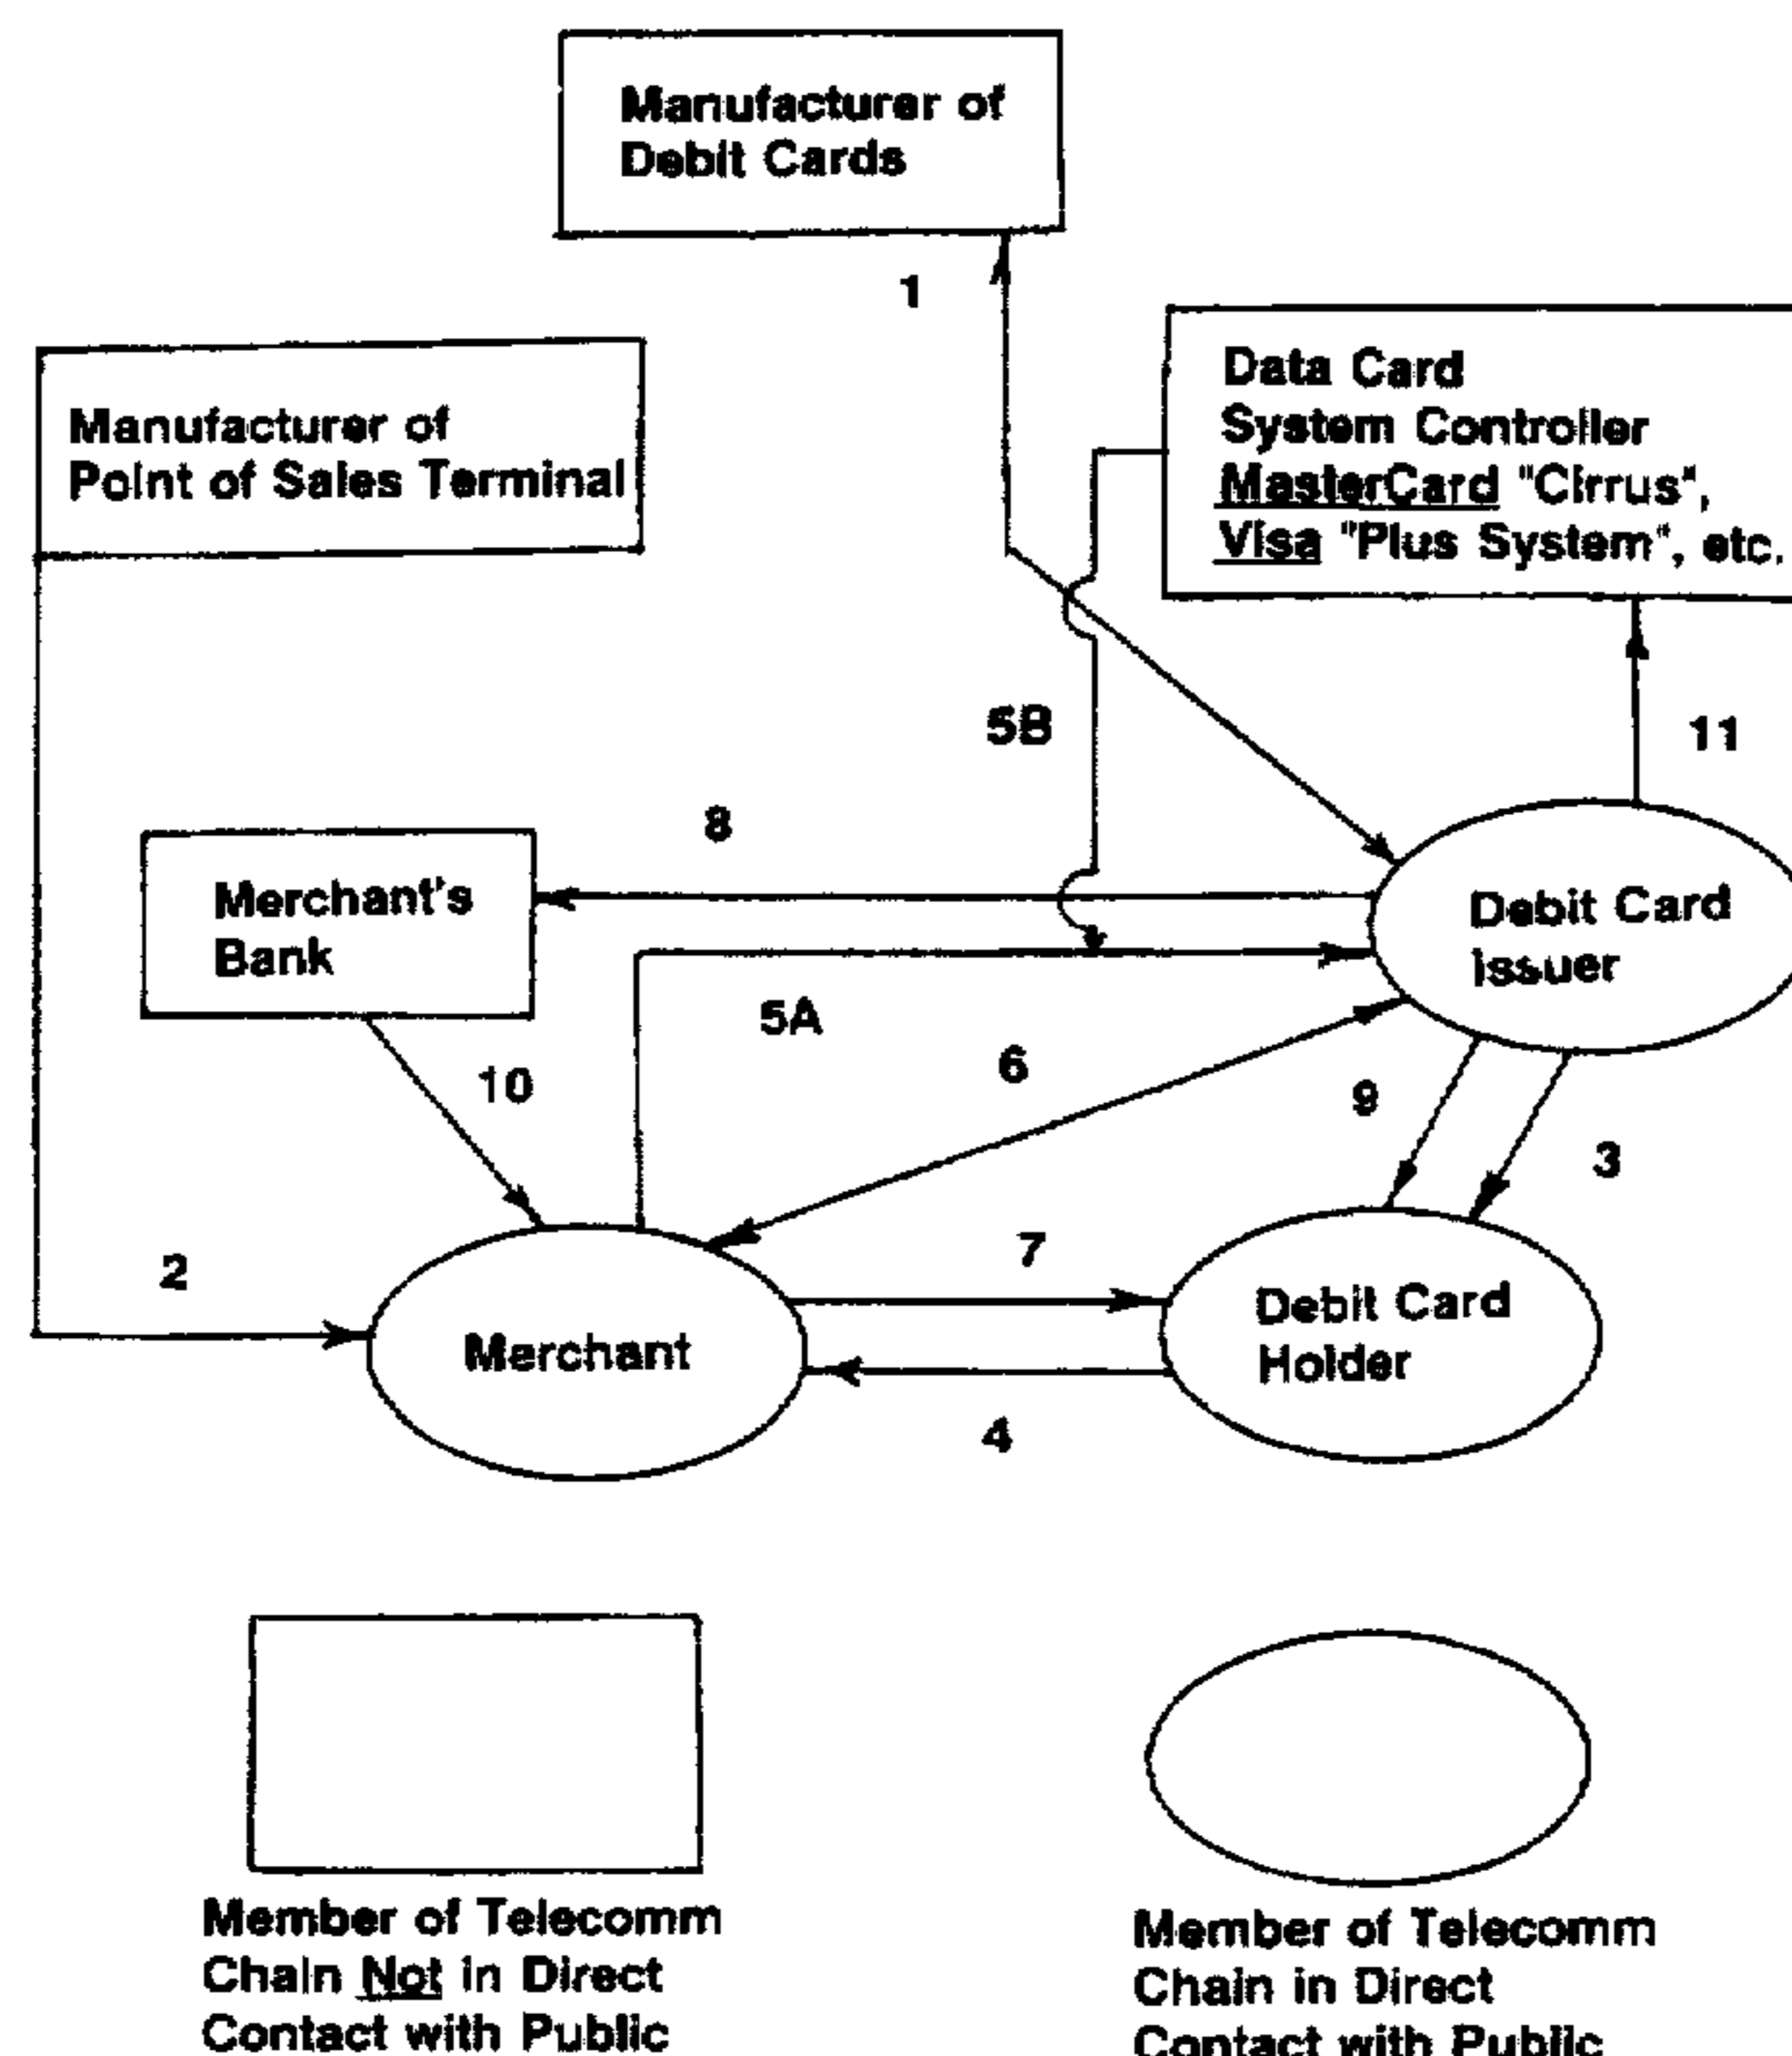 Manufacturer of
Debit Cards
1
Manufacturer of
Point of Sales Terminal
Data Card
System Controller
MasterCard "Cirrus",
Visa "Plus System", etc.
5B
11
8
Merchant's
Bank
Debit Card
Issuer
5A
6
10
9
3
2
7
Merchant
Debit Card
Holder
4
Member of Telecomm
Chain Not in Direct
Contact with Public
Member of Telecomm
Chain in Direct
Contact with Public